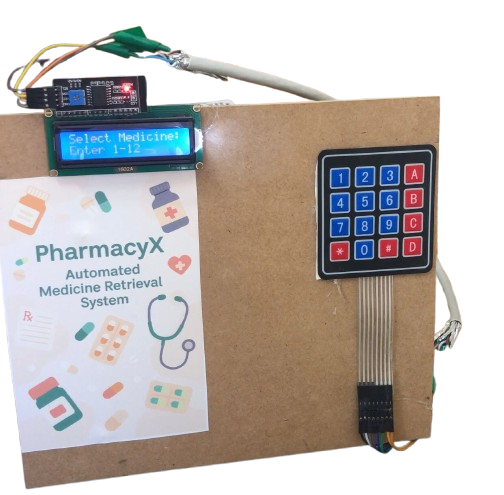 Select Medicine:
Enter 1-12
1602A
1 2 3 A
4 5 6 B
7 8 9 C
* 0 # D
PharmacyX
Automated
Medicine Retrieval
System
Rx